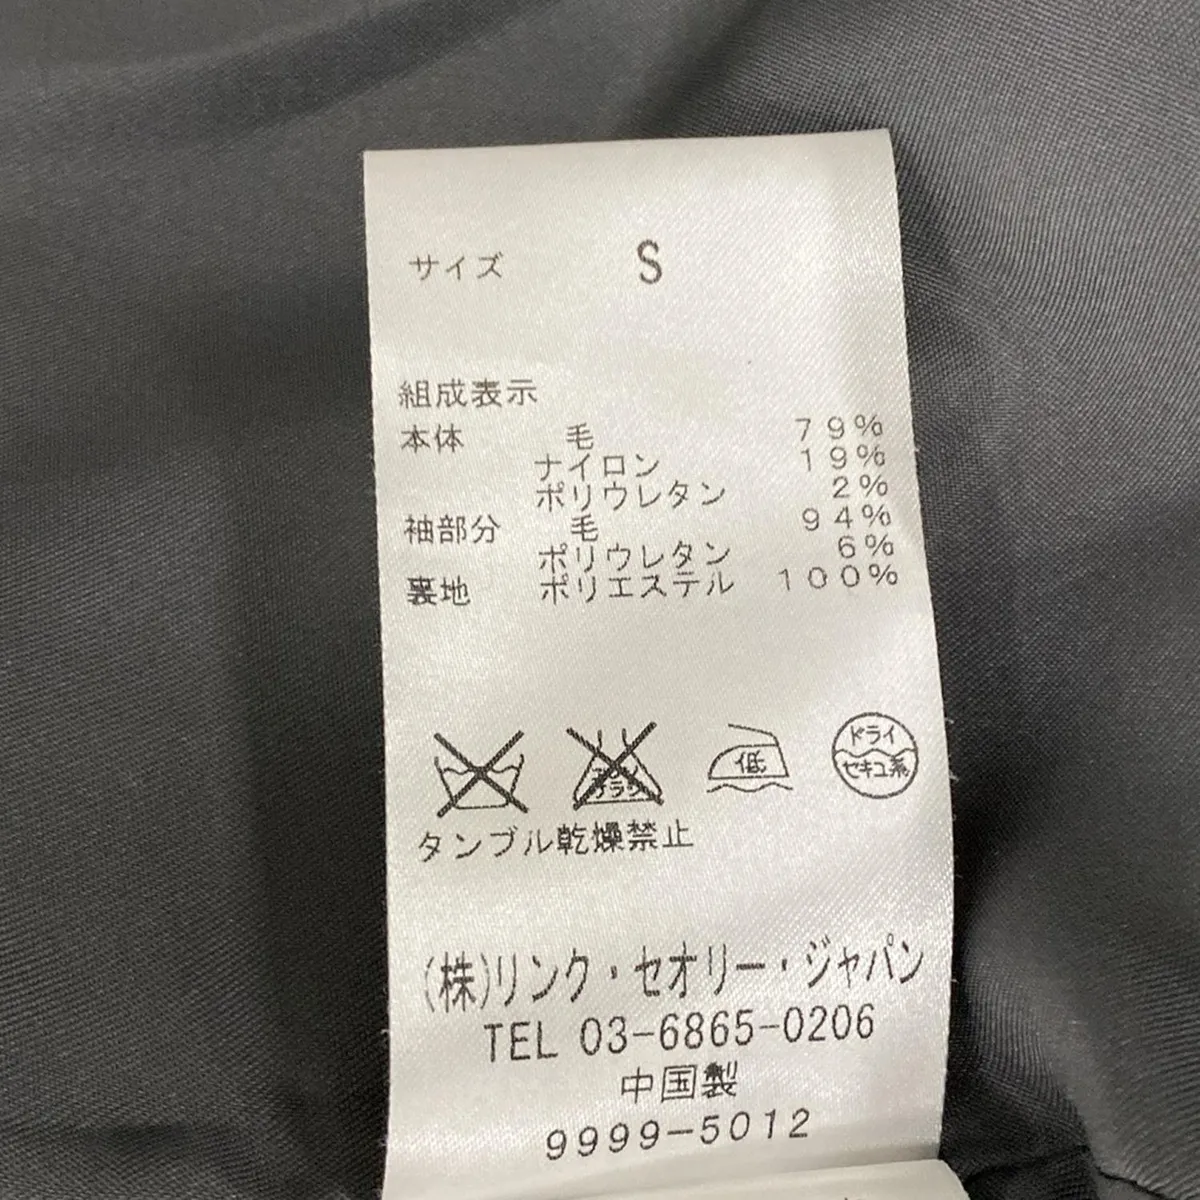 サイズ S
組成表示
本体 毛 79%
ナイロン 19%
ポリウレタン 2%
袖部分 毛 94%
ポリウレタン 6%
裏地 ポリエステル 100%
低
ドライ
セキユ系
タンブル乾燥禁止
(株)リンク・セオリー・ジャパン
TEL 03-6865-0206
中国製
9999-5012